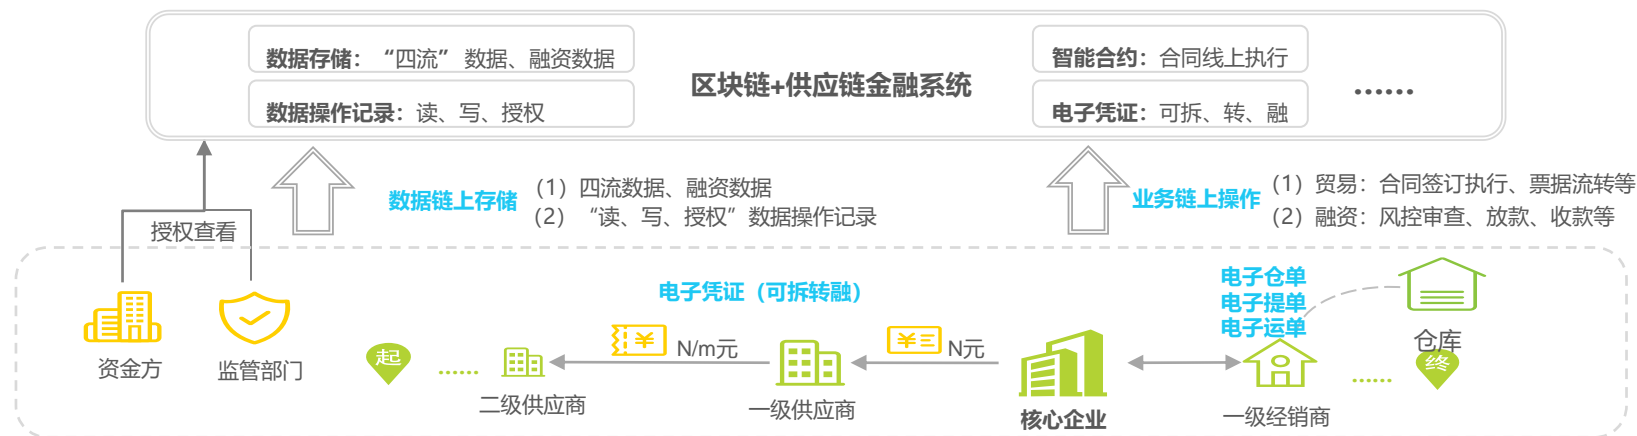 数据存储：“四流”数据、融资数据
数据操作记录：读、写、授权
区块链+供应链金融系统
智能合约：合同线上执行
电子凭证：可拆、转、融
……
数据链上存储
（1）四流数据、融资数据
（2）“读、写、授权”数据操作记录
业务链上操作
（1）贸易：合同签订执行、票据流转等
（2）融资：风控审查、放款、收款等
授权查看
电子凭证（可拆转融）
电子仓单
电子提单
电子运单
资金方
监管部门
起
……
二级供应商
¥
N/m元
一级供应商
¥
N元
核心企业
一级经销商
……
仓库
终